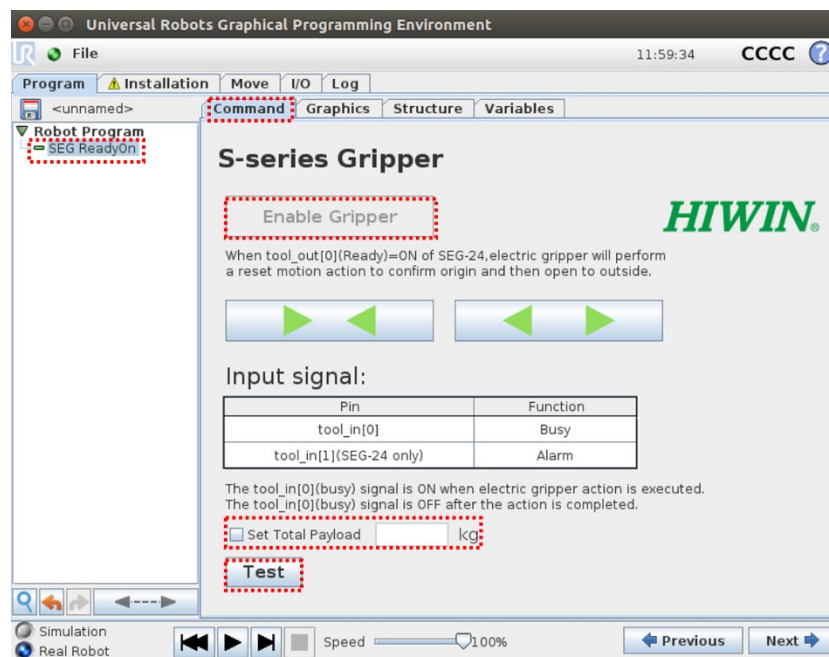 Universal Robots Graphical Programming Environment
File
11:59:34
CCCC
?
Program
Installation
Move
I/O
Log
<unnamed>
Command
Graphics
Structure
Variables
Robot Program
SEG ReadyOn
S-series Gripper
Enable Gripper
HIWIN®
When tool_out[0](Ready)=ON of SEG-24,electric gripper will perform
a reset motion action to confirm origin and then open to outside.
Input signal:
Pin Function
tool_in[0] Busy
tool_in[1](SEG-24 only) Alarm
The tool_in[0](busy) signal is ON when electric gripper action is executed.
The tool_in[0](busy) signal is OFF after the action is completed.
Set Total Payload kg
Test
Simulation
Real Robot
Speed 100%
Previous
Next